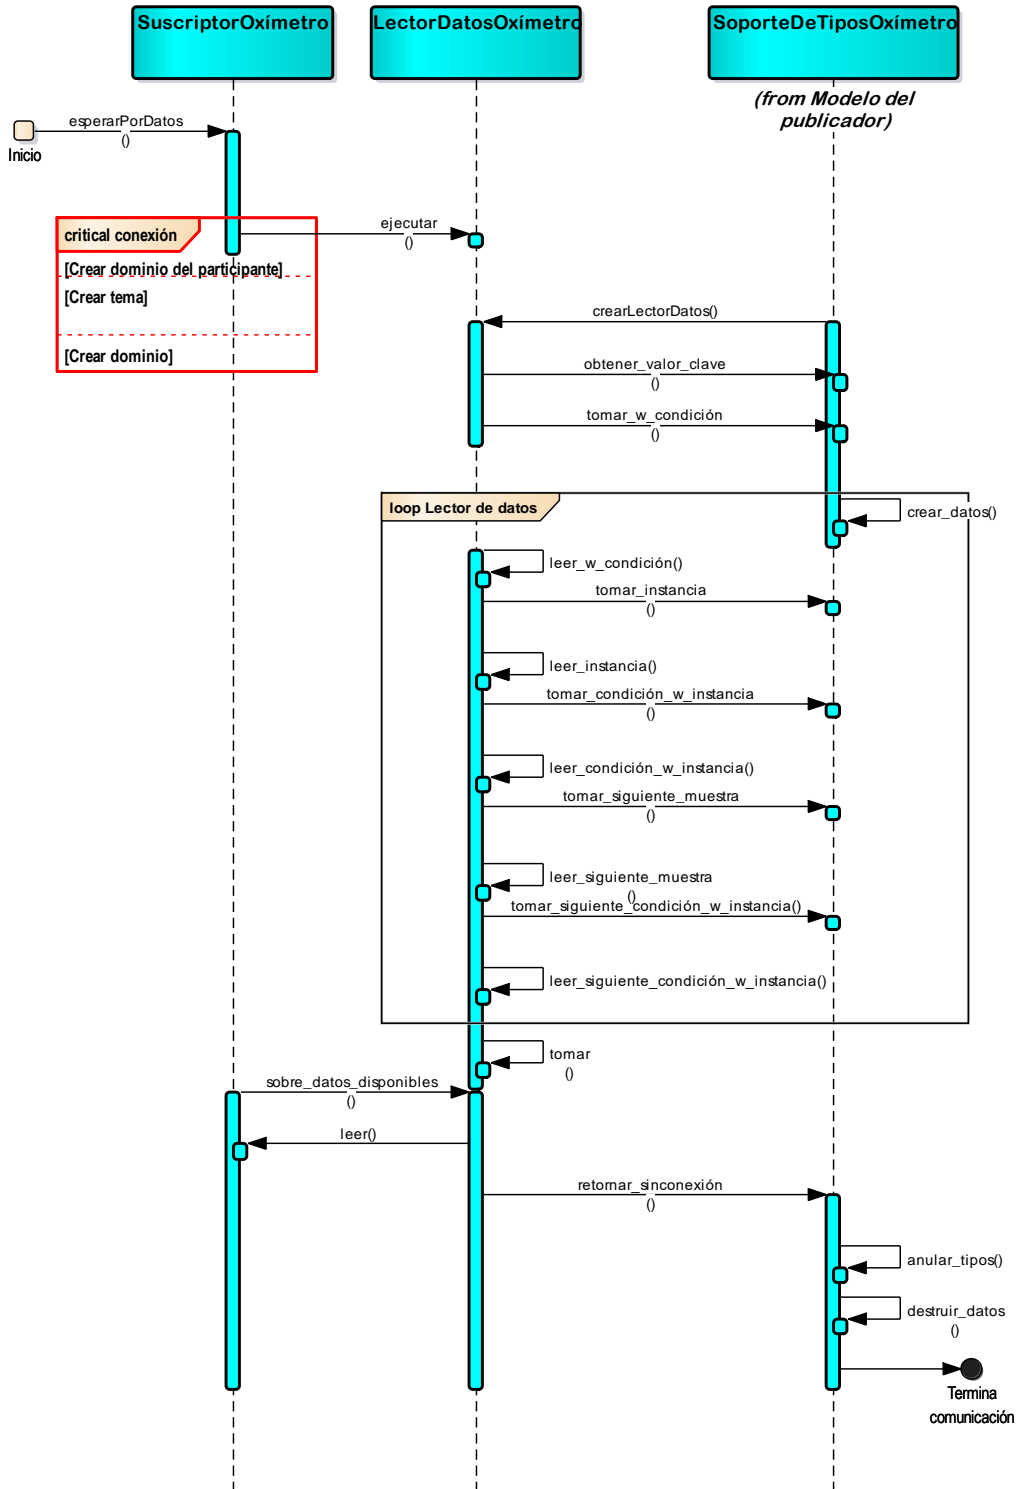 SuscriptorOxímetro
LectorDatosOxímetro
SoporteDeTiposOxímetro
(from Modelo del
publicador)
esperarPorDatos
()
Inicio
critical conexión
ejecutar
()
[Crear dominio del participante]
[Crear tema]
crearLectorDatos()
[Crear dominio]
obtener_valor_clave
()
tomar_w_condición
()
loop Lector de datos
crear_datos()
leer_w_condición()
tomar_instancia
()
leer_instancia()
tomar_condición_w_instancia
()
leer_condición_w_instancia()
tomar_siguiente_muestra
()
leer_siguiente_muestra
()
tomar_siguiente_condición_w_instancia()
leer_siguiente_condición_w_instancia()
tomar
()
sobre_datos_disponibles
()
leer()
retornar_sinconexión
()
anular_tipos()
destruir_datos
()
Termina
comunicación